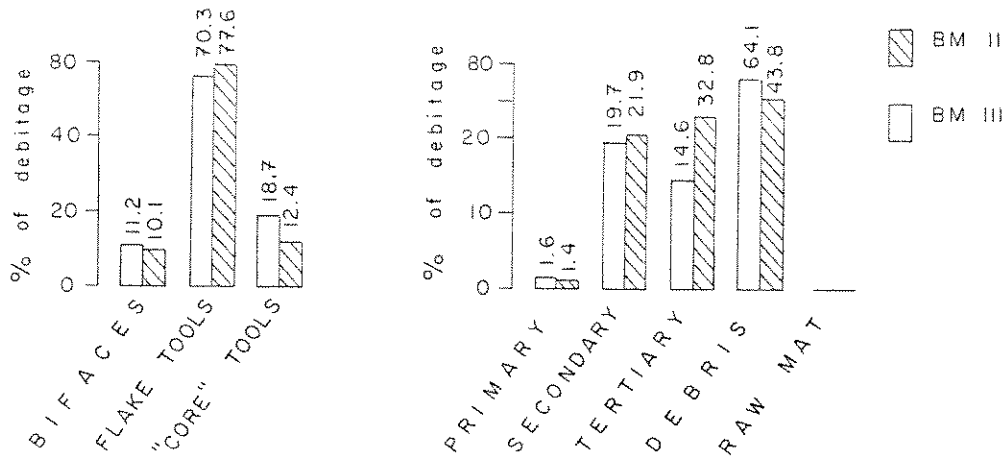 % of debitage
80
40
20
0
11.2
10.1
70.3
77.6
18.7
12.4
BIFACES
FLAKE TOOLS
"CORE" TOOLS
% of debitage
80
20
10
0
1.6
1.4
19.7
21.9
14.6
32.8
64.1
43.8
PRIMARY
SECONDARY
TERTIARY
DEBRIS
RAW MAT
BM II
BM III